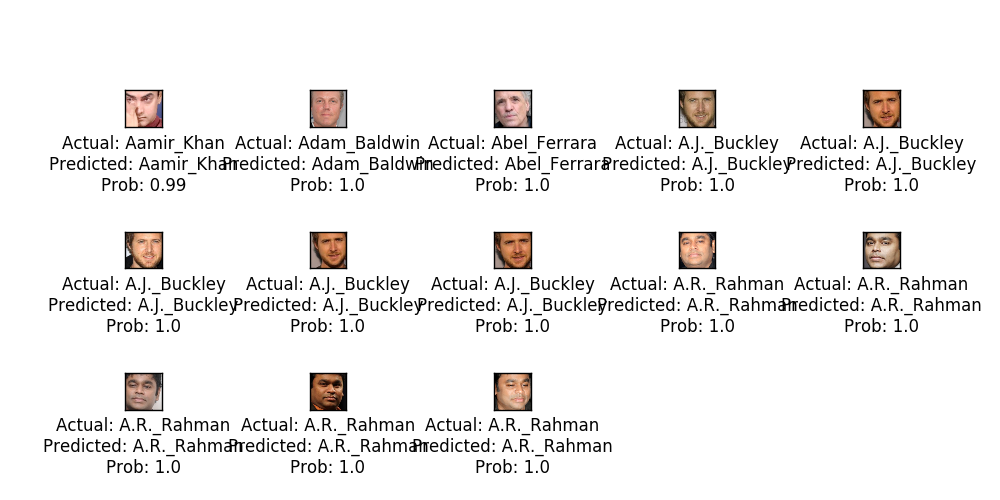 Actual: Aamir_Khan Actual: Adam_Baldwin Actual: Abel_Ferrara Actual: A.J._Buckley Actual: A.J._Buckley
Predicted: Aamir_Khan Predicted: Adam_Baldwin Predicted: Abel_Ferrara Predicted: A.J._Buckley Predicted: A.J._Buckley
Prob: 0.99 Prob: 1.0 Prob: 1.0 Prob: 1.0 Prob: 1.0
Actual: A.J._Buckley Actual: A.J._Buckley Actual: A.J._Buckley Actual: A.R._Rahman Actual: A.R._Rahman
Predicted: A.J._Buckley Predicted: A.J._Buckley Predicted: A.J._Buckley Predicted: A.R._Rahman Predicted: A.R._Rahman
Prob: 1.0 Prob: 1.0 Prob: 1.0 Prob: 1.0 Prob: 1.0
Actual: A.R._Rahman Actual: A.R._Rahman Actual: A.R._Rahman
Predicted: A.R._Rahman Predicted: A.R._Rahman Predicted: A.R._Rahman
Prob: 1.0 Prob: 1.0 Prob: 1.0